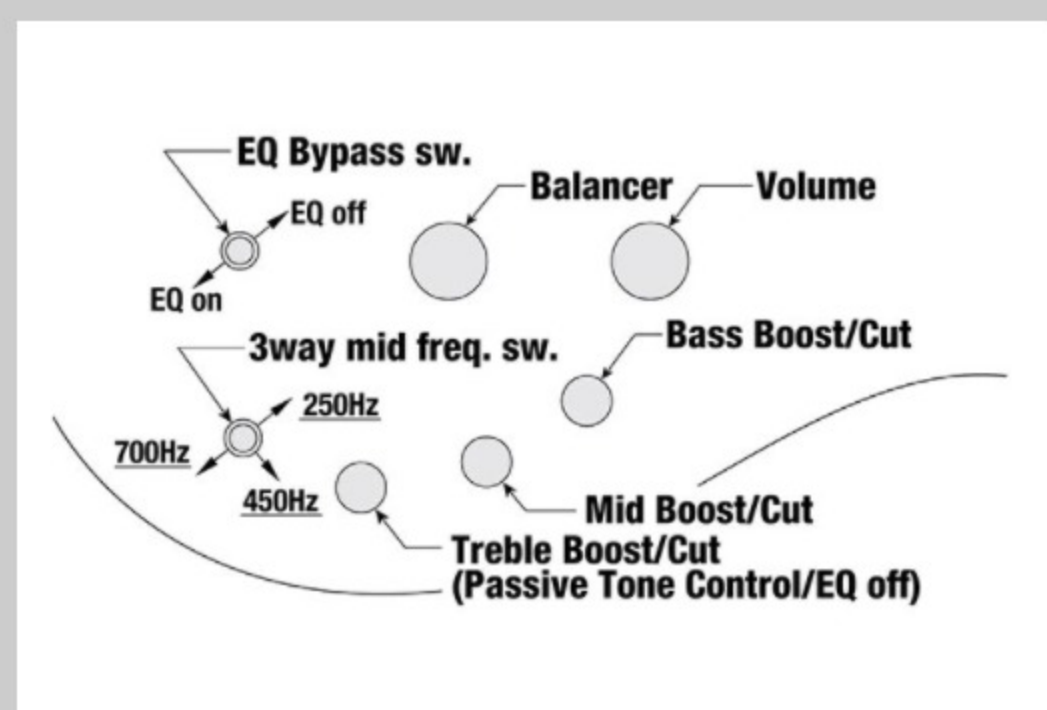 EQ Bypass sw.
EQ off
EQ on
Balancer
Volume
3way mid freq. sw.
250Hz
700Hz
450Hz
Bass Boost/Cut
Mid Boost/Cut
Treble Boost/Cut
(Passive Tone Control/EQ off)